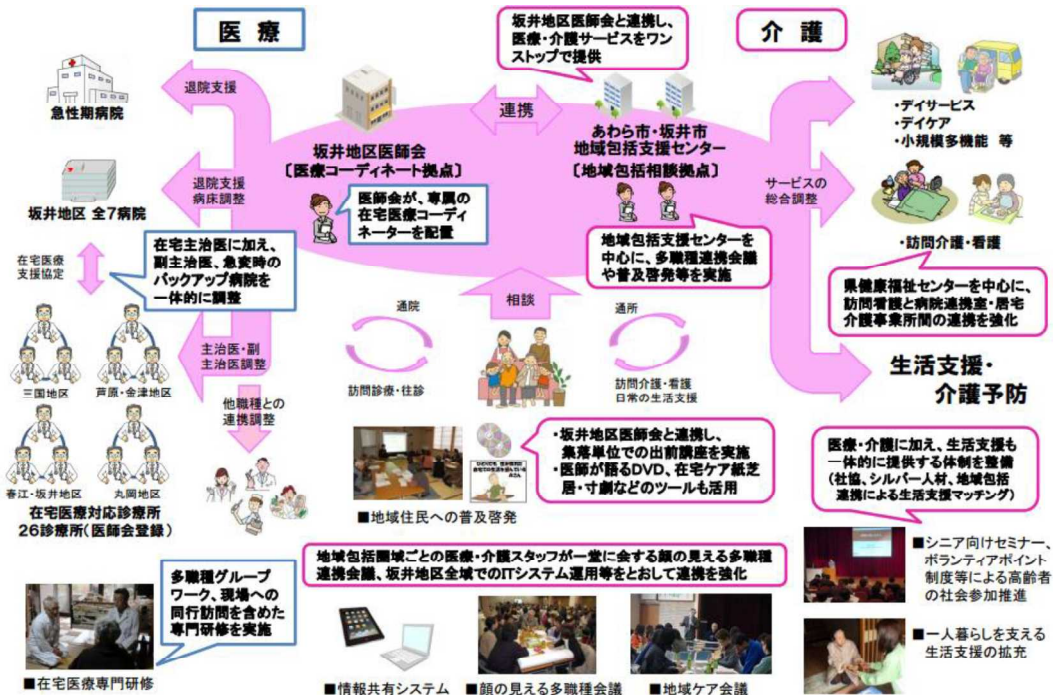 医 療
坂井地区医師会と連携し、
医療・介護サービスをワン
ストップで提供
介 護
退院支援
急性期病院
連携
坂井地区医師会
〔医療コーディネート拠点〕
あわら市・坂井市
地域包括支援センター
〔地域包括相談拠点〕
・デイサービス
・デイケア
・小規模多機能 等
退院支援
病床調整
坂井地区 全7病院
医師会が、専属の
在宅医療コーディ
ネーターを配置
サービスの
総合調整
地域包括支援センターを
中心に、多職種連携会議
や普及啓発等を実施
・訪問介護・看護
在宅医療
支援協定
在宅主治医に加え、
副主治医、急変時の
バックアップ病院を
一体的に調整
県健康福祉センターを中心に、
訪問看護と病院連携室・居宅
介護事業所間の連携を強化
相談
通院
通所
主治医・副
主治医調整
訪問診療・往診
訪問介護・看護
日常の生活支援
生活支援・
介護予防
三国地区
芦原・金津地区
他職種との
連携調整
春江・坂井地区
丸岡地区
在宅医療対応診療所
26診療所(医師会登録)
・坂井地区医師会と連携し、
集落単位での出前講座を実施
・医師が語るDVD、在宅ケア紙芝
居・寸劇などのツールも活用
■地域住民への普及啓発
医療・介護に加え、生活支援も
一体的に提供する体制を整備
(社協、シルバー人材、地域包括
連携による生活支援マッチング)
地域包括圏域ごとの医療・介護スタッフが一堂に会する顔の見える多職種
連携会議、坂井地区全域でのITシステム運用等をとおして連携を強化
■シニア向けセミナー、
ボランティアポイント
制度等による高齢者
の社会参加推進
多職種グループ
ワーク、現場への
同行訪問を含めた
専門研修を実施
■在宅医療専門研修
■情報共有システム
■顔の見える多職種会議
■地域ケア会議
■一人暮らしを支える
生活支援の拡充